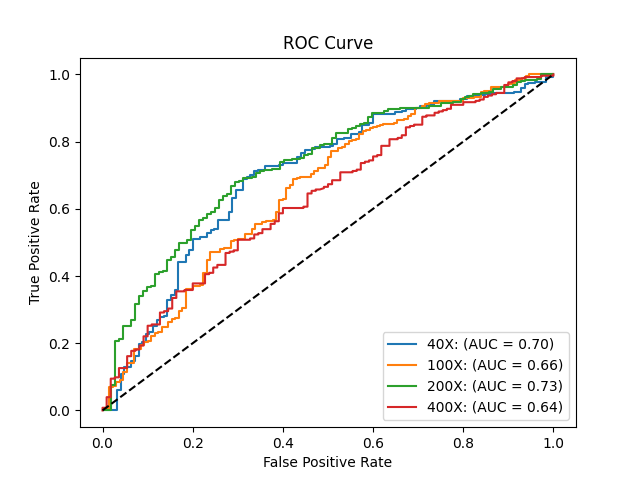 ROC Curve
True Positive Rate
1.0
0.8
0.6
0.4
0.2
0.0
40X: (AUC = 0.70)
100X: (AUC = 0.66)
200X: (AUC = 0.73)
400X: (AUC = 0.64)
0.0 0.2 0.4 0.6 0.8 1.0
False Positive Rate